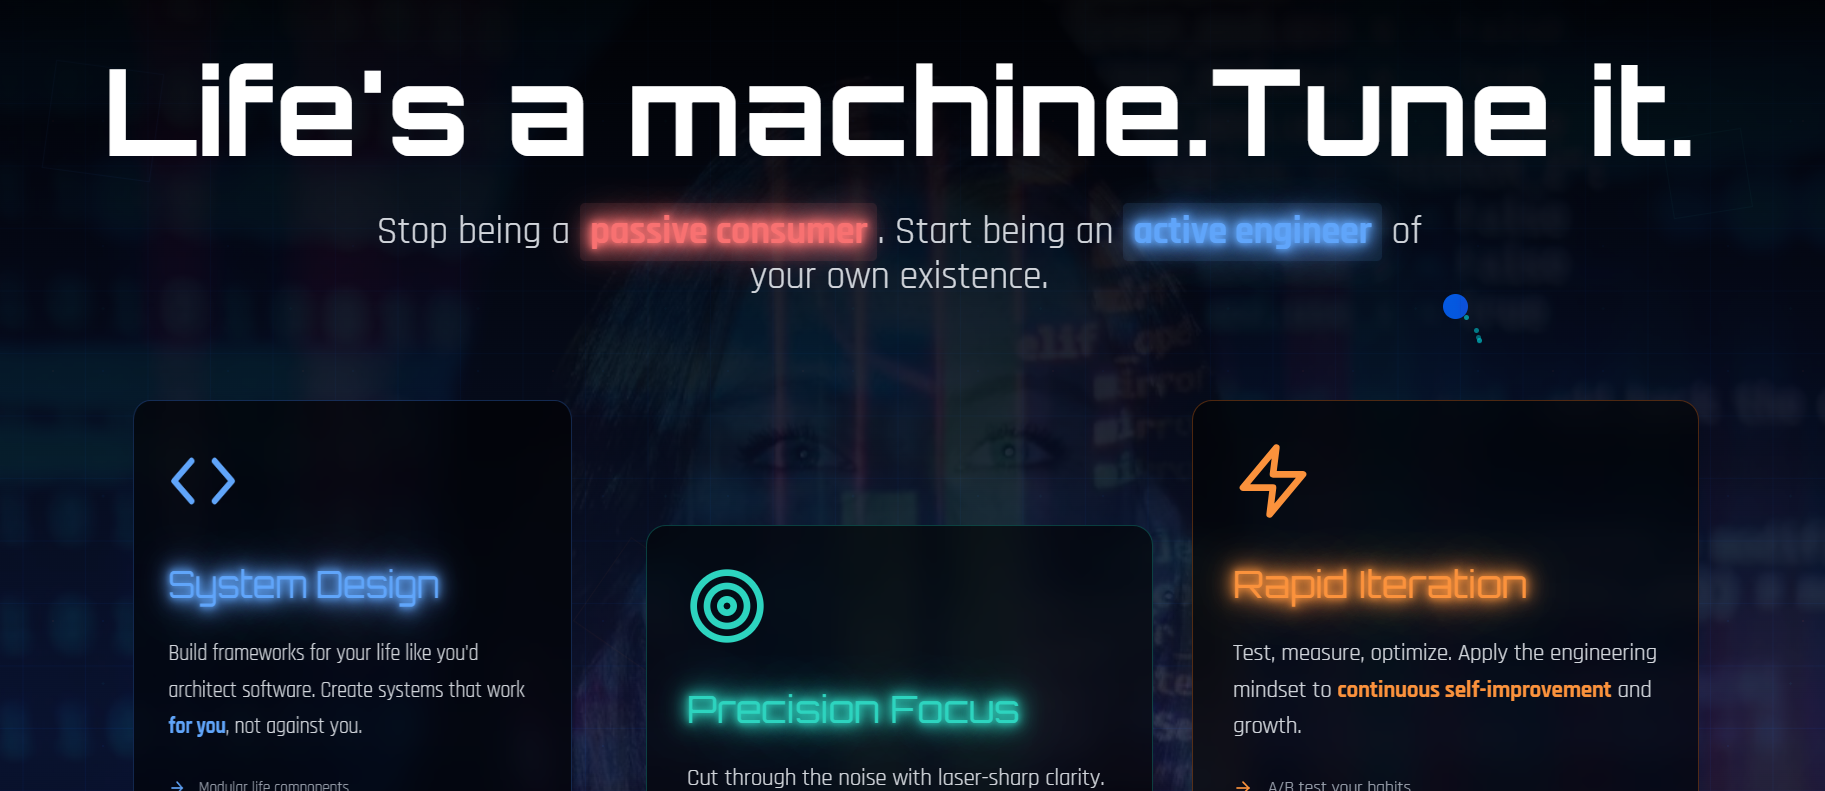 Life's a machine.Tune it.
Stop being a passive consumer. Start being an active engineer of
your own existence.
System Design
Build frameworks for your life like you'd
architect software. Create systems that work
for you, not against you.
Modular life components
Precision Focus
Cut through the noise with laser-sharp clarity.
Rapid Iteration
Test, measure, optimize. Apply the engineering
mindset to continuous self-improvement and
growth.
A/B test your habits